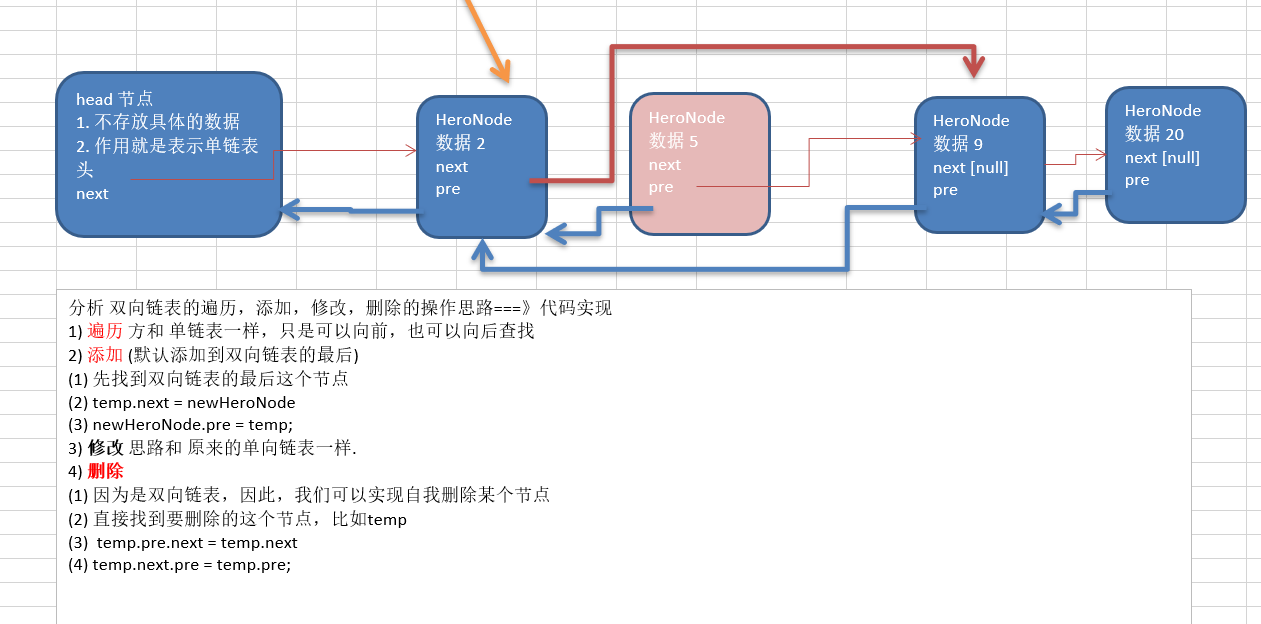 head 节点
1. 不存放具体的数据
2. 作用就是表示单链表
头
next
HeroNode
数据 2
next
pre
HeroNode
数据 5
next
pre
HeroNode
数据 9
next [null]
pre
HeroNode
数据 20
next [null]
pre
分析 双向链表的遍历，添加，修改，删除的操作思路===》代码实现
1) 遍历 方和 单链表一样，只是可以向前，也可以向后查找
2) 添加 (默认添加到双向链表的最后)
(1) 先找到双向链表的最后这个节点
(2) temp.next = newHeroNode
(3) newHeroNode.pre = temp;
3) 修改 思路和 原来的单向链表一样.
4) 删除
(1) 因为是双向链表，因此，我们可以实现自我删除某个节点
(2) 直接找到要删除的这个节点，比如temp
(3)  temp.pre.next = temp.next
(4) temp.next.pre = temp.pre;